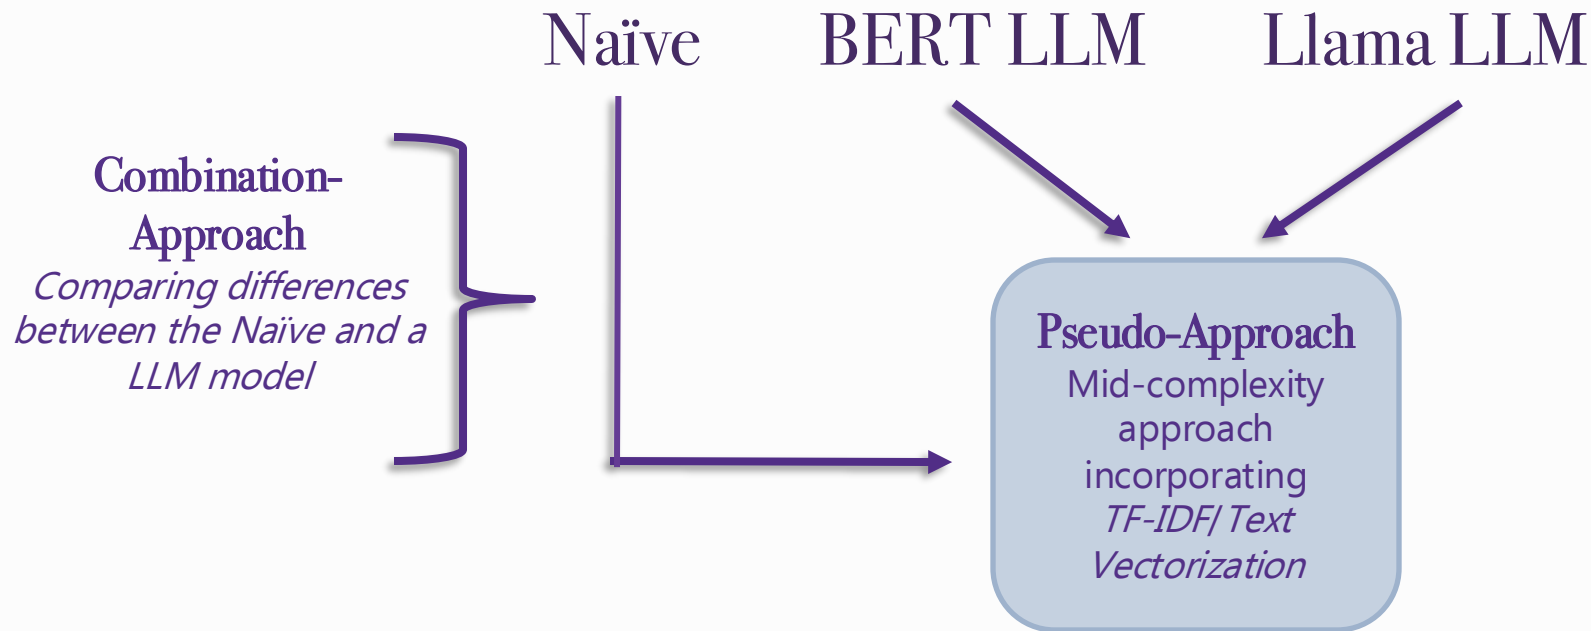 Naïve
BERT LLM
Llama LLM
Combination-
Approach
Comparing differences
between the Naïve and a
LLM model
Pseudo-Approach
Mid-complexity
approach
incorporating
TF-IDF/ Text
Vectorization